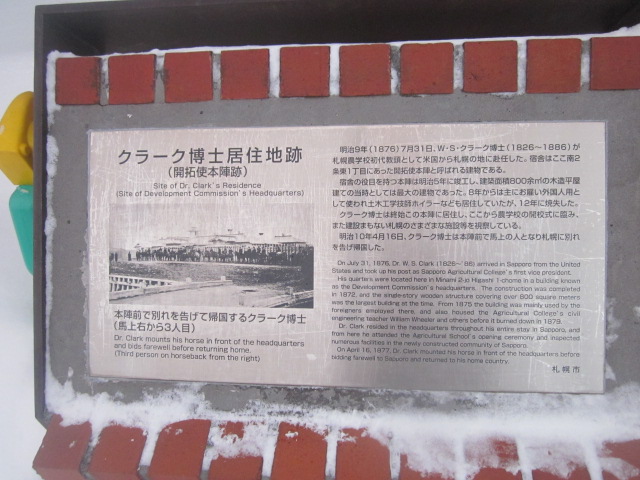 クラーク博士居住地跡
(開拓使本陣跡)
Site of Dr. Clark's Residence
(Site of Development Commission's Headquarters)
本陣前で別れを告げて帰国するクラーク博士
(馬上右から3人目)
Dr. Clark mounts his horse in front of the headquarters
and bids farewell before returning home.
(Third person on horseback from the right)
明治9年(1876)7月31日、W・S・クラーク博士(1826〜1886)が
札幌農学校初代教頭として米国から札幌の地に赴任した。宿舎はここ南2
条東1丁目にあった開拓使本陣と呼ばれる建物である。
宿舎の役目を持つ本陣は明治5年に竣工し、建築面積800余㎡の木造平屋
建ての当時としては最大の建物であった。8年からは主にお雇い外国人用と
して使われ土木工学技師ホイラーなども居住していたが、12年に焼失した。
クラーク博士は終始この本陣に居住し、ここから農学校の開校式に臨み、
また建設まもない札幌のさまざまな施設等を視察している。
明治10年4月16日、クラーク博士は本陣前で馬上の人となり札幌に別れ
を告げ帰国した。
On July 31, 1876, Dr. W. S. Clark (1826〜'86) arrived in Sapporo from the United
States and took up his post as Sapporo Agricultural College's first vice president.
His quarters were located here in Minami 2-jo Higashi 1-chome in a building known
as the Development Commission's headquarters. The construction was completed
in 1872, and the single-story wooden structure covering over 800 square meters
was the largest building at the time. From 1875 the building was mainly used by the
foreigners employed there, and also housed the Agricultural College's civil
engineering teacher William Wheeler and others before it burned down in 1879.
Dr. Clark resided in the headquarters throughout his entire stay in Sapporo, and
from here he attended the Agricultural School's opening ceremony and inspected
numerous facilities in the newly constructed community of Sapporo.
On April 16, 1877, Dr. Clark mounted his horse in front of the headquarters before
bidding farewell to Sapporo and returned to his home country.
札幌市